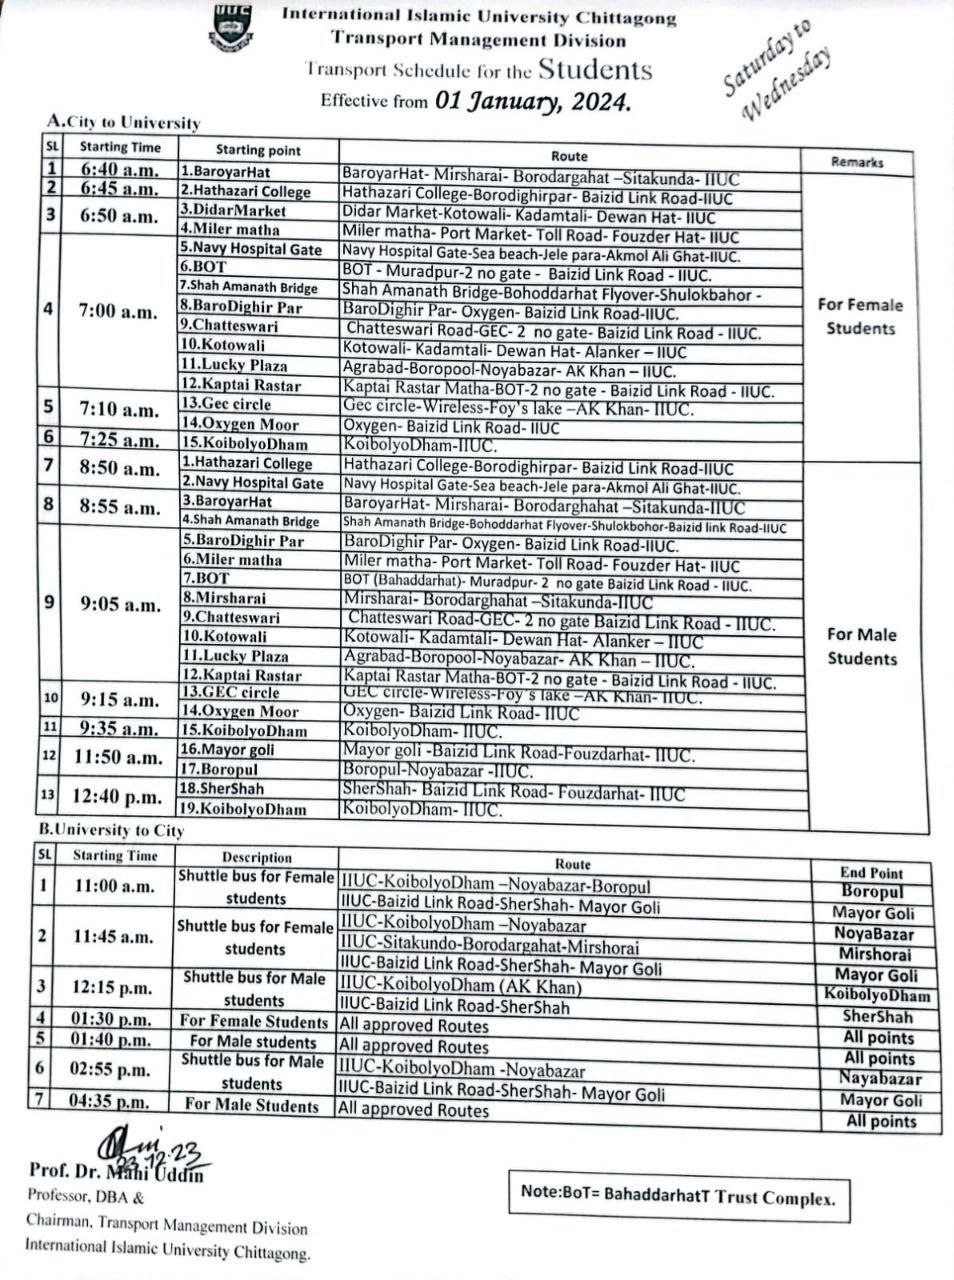 IIUC
International Islamic University Chittagong
Transport Management Division
Transport Schedule for the Students
Effective from 01 January, 2024.
Saturday to
Wednesday
A.City to University
SL Starting Time Starting point Route Remarks
1 6:40 a.m. 1.BaroyarHat BaroyarHat- Mirsharai- Borodargahat –Sitakunda- IIUC
2 6:45 a.m. 2.Hathazari College Hathazari College-Borodighirpar- Baizid Link Road-IIUC
3 6:50 a.m. 3.DidarMarket Didar Market-Kotowali- Kadamtali- Dewan Hat- IIUC
4.Miler matha Miler matha- Port Market- Toll Road- Fouzder Hat- IIUC
4 7:00 a.m. 5.Navy Hospital Gate Navy Hospital Gate-Sea beach-Jele para-Akmol Ali Ghat-IIUC.
6.BOT BOT - Muradpur-2 no gate - Baizid Link Road - IIUC.
7.Shah Amanath Bridge Shah Amanath Bridge-Bohoddarhat Flyover-Shulokbahor -
8.BaroDighir Par BaroDighir Par- Oxygen- Baizid Link Road-IIUC.
9.Chatteswari Chatteswari Road-GEC- 2 no gate- Baizid Link Road - IIUC.
10.Kotowali Kotowali- Kadamtali- Dewan Hat- Alanker – IIUC
11.Lucky Plaza Agrabad-Boropool-Noyabazar- AK Khan – IIUC.
12.Kaptai Rastar Kaptai Rastar Matha-BOT-2 no gate - Baizid Link Road - IIUC.
5 7:10 a.m. 13.Gec circle Gec circle-Wireless-Foy's lake –AK Khan- IIUC.
14.Oxygen Moor Oxygen- Baizid Link Road- IIUC
6 7:25 a.m. 15.KoibolyoDham KoibolyoDham-IIUC.
For Female
Students
7 8:50 a.m. 1.Hathazari College Hathazari College-Borodighirpar- Baizid Link Road-IIUC
2.Navy Hospital Gate Navy Hospital Gate-Sea beach-Jele para-Akmol Ali Ghat-IIUC.
8 8:55 a.m. 3.BaroyarHat BaroyarHat- Mirsharai- Borodarghahat –Sitakunda-IIUC
4.Shah Amanath Bridge Shah Amanath Bridge-Bohoddarhat Flyover-Shulokbohor-Baizid link Road-IIUC
9 9:05 a.m. 5.BaroDighir Par BaroDighir Par- Oxygen- Baizid Link Road-IIUC.
6.Miler matha Miler matha- Port Market- Toll Road- Fouzder Hat- IIUC
7.BOT BOT (Bahaddarhat)- Muradpur- 2 no gate Baizid Link Road - IIUC.
8.Mirsharai Mirsharai- Borodarghahat –Sitakunda-IIUC
9.Chatteswari Chatteswari Road-GEC- 2 no gate Baizid Link Road - IIUC.
10.Kotowali Kotowali- Kadamtali- Dewan Hat- Alanker – IIUC
11.Lucky Plaza Agrabad-Boropool-Noyabazar- AK Khan – IIUC.
12.Kaptai Rastar Kaptai Rastar Matha-BOT-2 no gate - Baizid Link Road - IIUC.
10 9:15 a.m. 13.GEC circle GEC circle-Wireless-Foy's lake –AK Khan- IIUC.
14.Oxygen Moor Oxygen- Baizid Link Road- IIUC
11 9:35 a.m. 15.KoibolyoDham KoibolyoDham- IIUC.
12 11:50 a.m. 16.Mayor goli Mayor goli -Baizid Link Road-Fouzdarhat- IIUC
17.Boropul Boropul-Noyabazar -IIUC.
13 12:40 p.m. 18.SherShah SherShah- Baizid Link Road- Fouzdarhat- IIUC
19.KoibolyoDham KoibolyoDham- IIUC.
For Male
Students
B.University to City
SL Starting Time Description Route End Point
1 11:00 a.m. Shuttle bus for Female students IIUC-KoibolyoDham –Noyabazar-Boropul Boropul
IIUC-Baizid Link Road-SherShah- Mayor Goli Mayor Goli
2 11:45 a.m. Shuttle bus for Female students IIUC-KoibolyoDham –Noyabazar NoyaBazar
IIUC-Sitakundo-Borodargahat-Mirshorai Mirshorai
IIUC-Baizid Link Road-SherShah- Mayor Goli Mayor Goli
3 12:15 p.m. Shuttle bus for Male students IIUC-KoibolyoDham (AK Khan) KoibolyoDham
IIUC-Baizid Link Road-SherShah SherShah
4 01:30 p.m. For Female Students All approved Routes All points
5 01:40 p.m. For Male students All approved Routes All points
6 02:55 p.m. Shuttle bus for Male students IIUC-KoibolyoDham -Noyabazar Nayabazar
IIUC-Baizid Link Road-SherShah- Mayor Goli Mayor Goli
7 04:35 p.m. For Male Students All approved Routes All points
23.12.23
Prof. Dr. Mahi Uddin
Professor, DBA &
Chairman, Transport Management Division
International Islamic University Chittagong.
Note:BoT= BahaddarhatT Trust Complex.